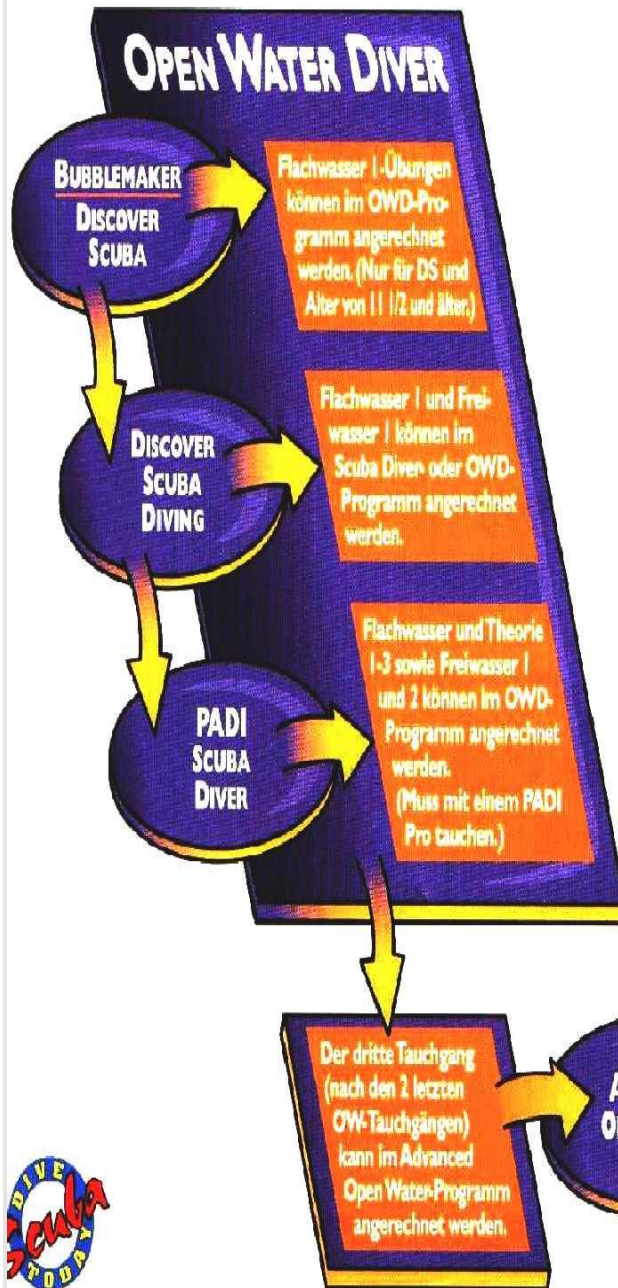 OPEN WATER DIVER
BUBBLEMAKER
DISCOVER
SCUBA
Flachwasser 1-Übungen
können im OWD-Pro-
gramm angerechnet
werden. (Nur für DS und
Alter von 11 1/2 und älter.)
DISCOVER
SCUBA
DIVING
Flachwasser 1 und Frei-
wasser 1 können im
Scuba Diver- oder OWD-
Programm angerechnet
werden.
PADI
SCUBA
DIVER
Flachwasser und Theorie
1-3 sowie Freiwasser 1
und 2 können im OWD-
Programm angerechnet
werden.
(Muss mit einem PADI
Pro tauchen.)
Der dritte Tauchgang
(nach den 2 letzten
OW-Tauchgängen)
kann im Advanced
Open Water-Programm
angerechnet werden.
DIVE
Scuba
TODAY